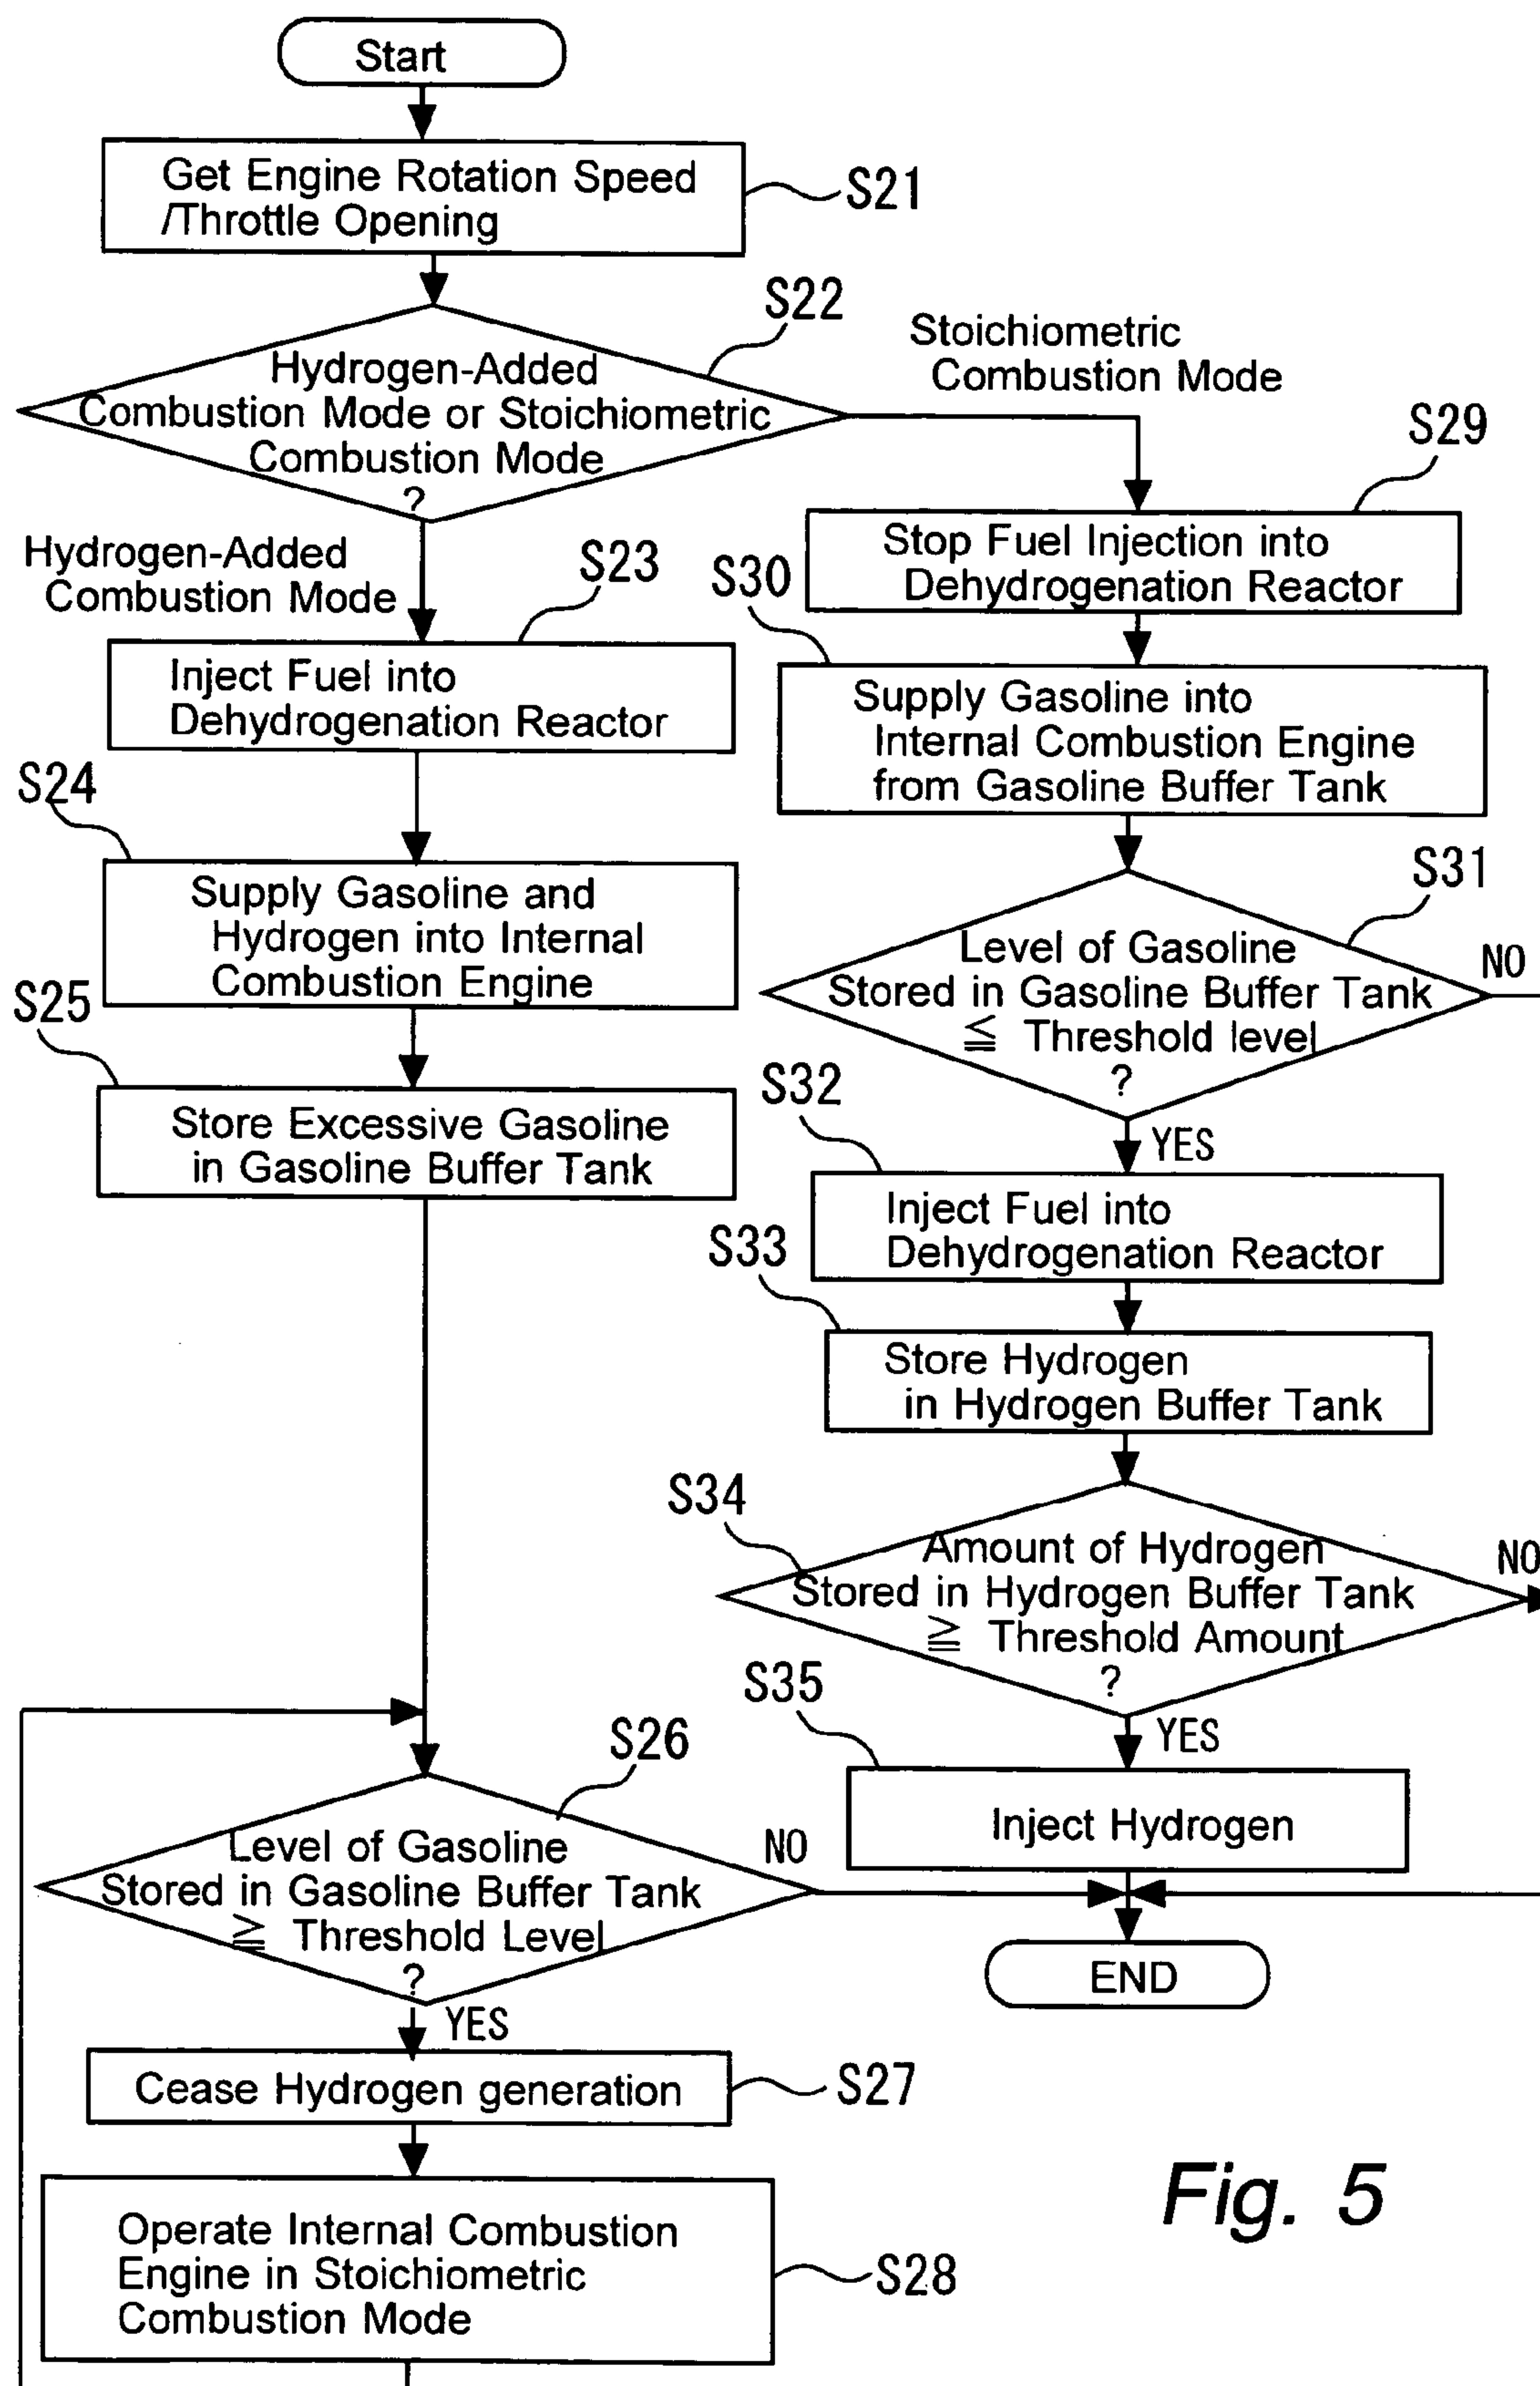 Start
Get Engine Rotation Speed
/Throttle Opening
S21
S22
Hydrogen-Added
Combustion Mode or Stoichiometric
Combustion Mode
?
Stoichiometric
Combustion Mode
Hydrogen-Added
Combustion Mode
S23
Inject Fuel into
Dehydrogenation Reactor
S24
Supply Gasoline and
Hydrogen into Internal
Combustion Engine
S25
Store Excessive Gasoline
in Gasoline Buffer Tank
S26
Level of Gasoline
Stored in Gasoline Buffer Tank
≧ Threshold Level
?
NO
YES
Cease Hydrogen generation
S27
Operate Internal Combustion
Engine in Stoichiometric
Combustion Mode
S28
S29
Stop Fuel Injection into
Dehydrogenation Reactor
S30
Supply Gasoline into
Internal Combustion Engine
from Gasoline Buffer Tank
S31
Level of Gasoline
Stored in Gasoline Buffer Tank
≦ Threshold level
?
NO
YES
S32
Inject Fuel into
Dehydrogenation Reactor
S33
Store Hydrogen
in Hydrogen Buffer Tank
S34
Amount of Hydrogen
Stored in Hydrogen Buffer Tank
≧ Threshold Amount
?
NO
YES
S35
Inject Hydrogen
END
Fig. 5